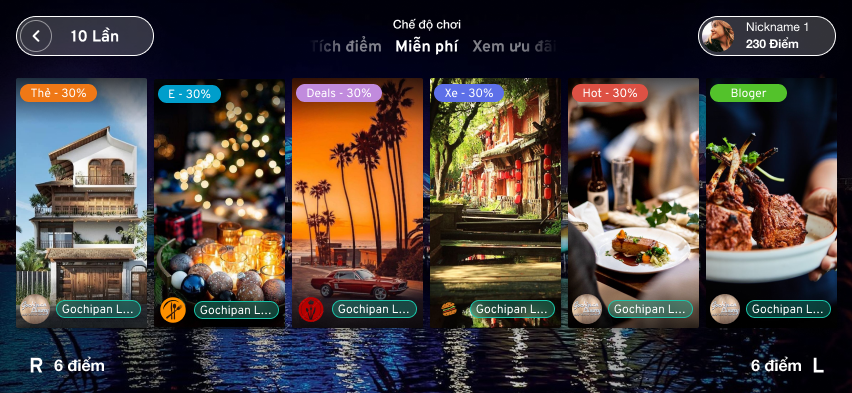 Chế độ chơi
10 Lần
Tích điểm Miễn phí Xem ưu đãi
Nickname 1
230 Điểm
Thẻ - 30%
E - 30%
Deals - 30%
Xe - 30%
Hot - 30%
Bloger
Gochipan L...
Gochipan L...
Gochipan L...
Gochipan L...
Gochipan L...
Gochipan L...
R 6 điểm
6 điểm L